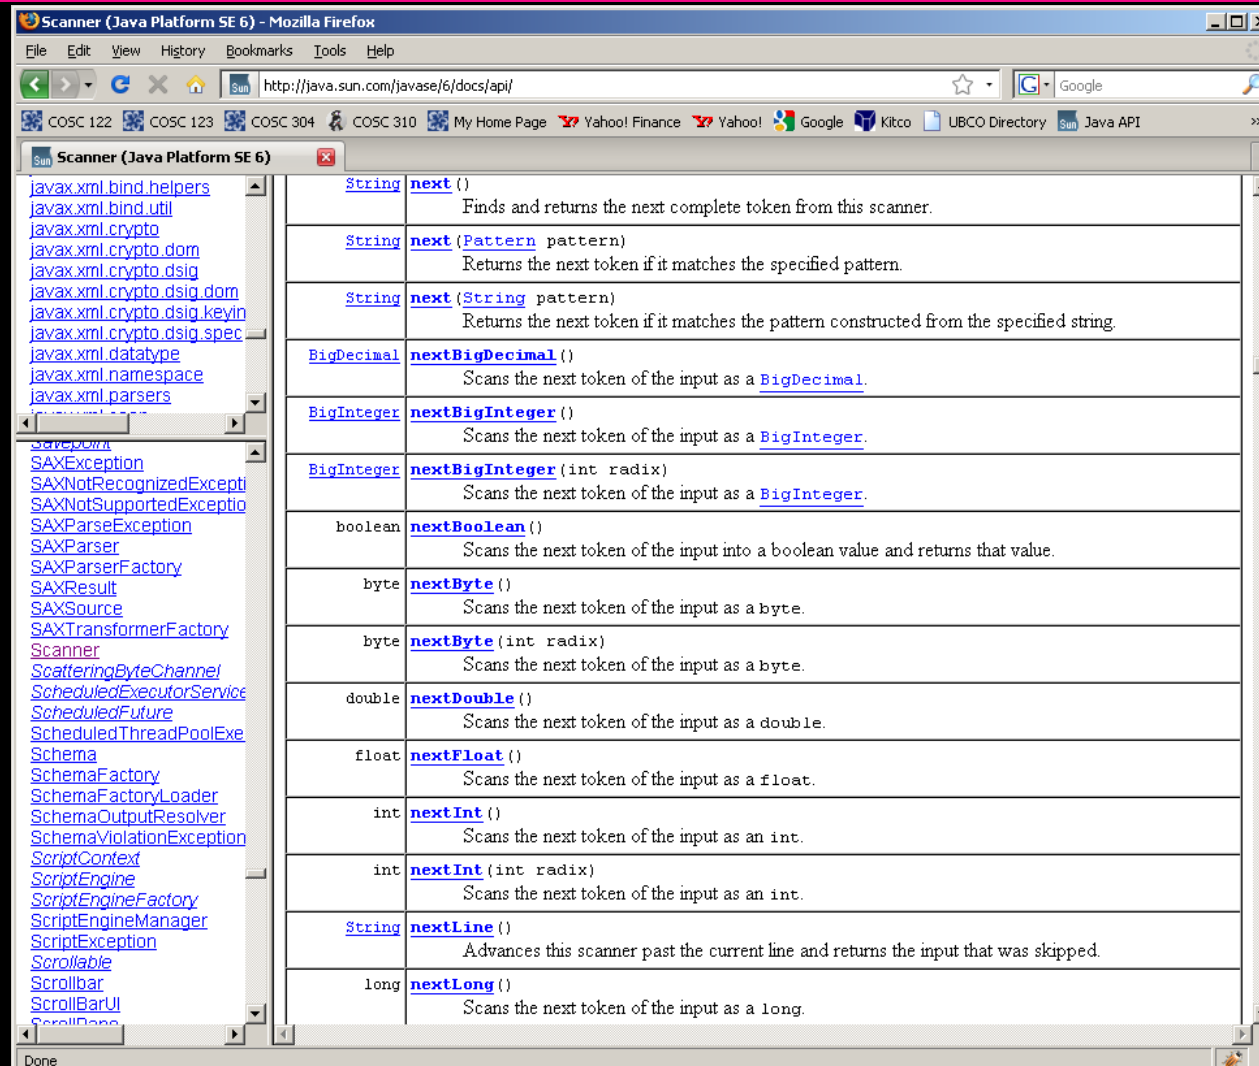 Scanner (Java Platform SE 6) - Mozilla Firefox
File Edit View History Bookmarks Tools Help
Sun http://java.sun.com/javase/6/docs/api/ G Google
COSC 122 COSC 123 COSC 304 COSC 310 My Home Page Yahoo! Finance Yahoo! Google Kitco UBCO Directory Sun Java API »
Sun Scanner (Java Platform SE 6)
javax.xml.bind.helpers
javax.xml.bind.util
javax.xml.crypto
javax.xml.crypto.dom
javax.xml.crypto.dsig
javax.xml.crypto.dsig.dom
javax.xml.crypto.dsig.keyin
javax.xml.crypto.dsig.spec
javax.xml.datatype
javax.xml.namespace
javax.xml.parsers
Savepoint
SAXException
SAXNotRecognizedExcepti
SAXNotSupportedExceptio
SAXParseException
SAXParser
SAXParserFactory
SAXResult
SAXSource
SAXTransformerFactory
Scanner
ScatteringByteChannel
ScheduledExecutorService
ScheduledFuture
ScheduledThreadPoolExe
Schema
SchemaFactory
SchemaFactoryLoader
SchemaOutputResolver
SchemaViolationException
ScriptContext
ScriptEngine
ScriptEngineFactory
ScriptEngineManager
ScriptException
Scrollable
Scrollbar
ScrollBarUI
ScrollPane
String next()
Finds and returns the next complete token from this scanner.
String next(Pattern pattern)
Returns the next token if it matches the specified pattern.
String next(String pattern)
Returns the next token if it matches the pattern constructed from the specified string.
BigDecimal nextBigDecimal()
Scans the next token of the input as a BigDecimal.
BigInteger nextBigInteger()
Scans the next token of the input as a BigInteger.
BigInteger nextBigInteger(int radix)
Scans the next token of the input as a BigInteger.
boolean nextBoolean()
Scans the next token of the input into a boolean value and returns that value.
byte nextByte()
Scans the next token of the input as a byte.
byte nextByte(int radix)
Scans the next token of the input as a byte.
double nextDouble()
Scans the next token of the input as a double.
float nextFloat()
Scans the next token of the input as a float.
int nextInt()
Scans the next token of the input as an int.
int nextInt(int radix)
Scans the next token of the input as an int.
String nextLine()
Advances this scanner past the current line and returns the input that was skipped.
long nextLong()
Scans the next token of the input as a long.
Done